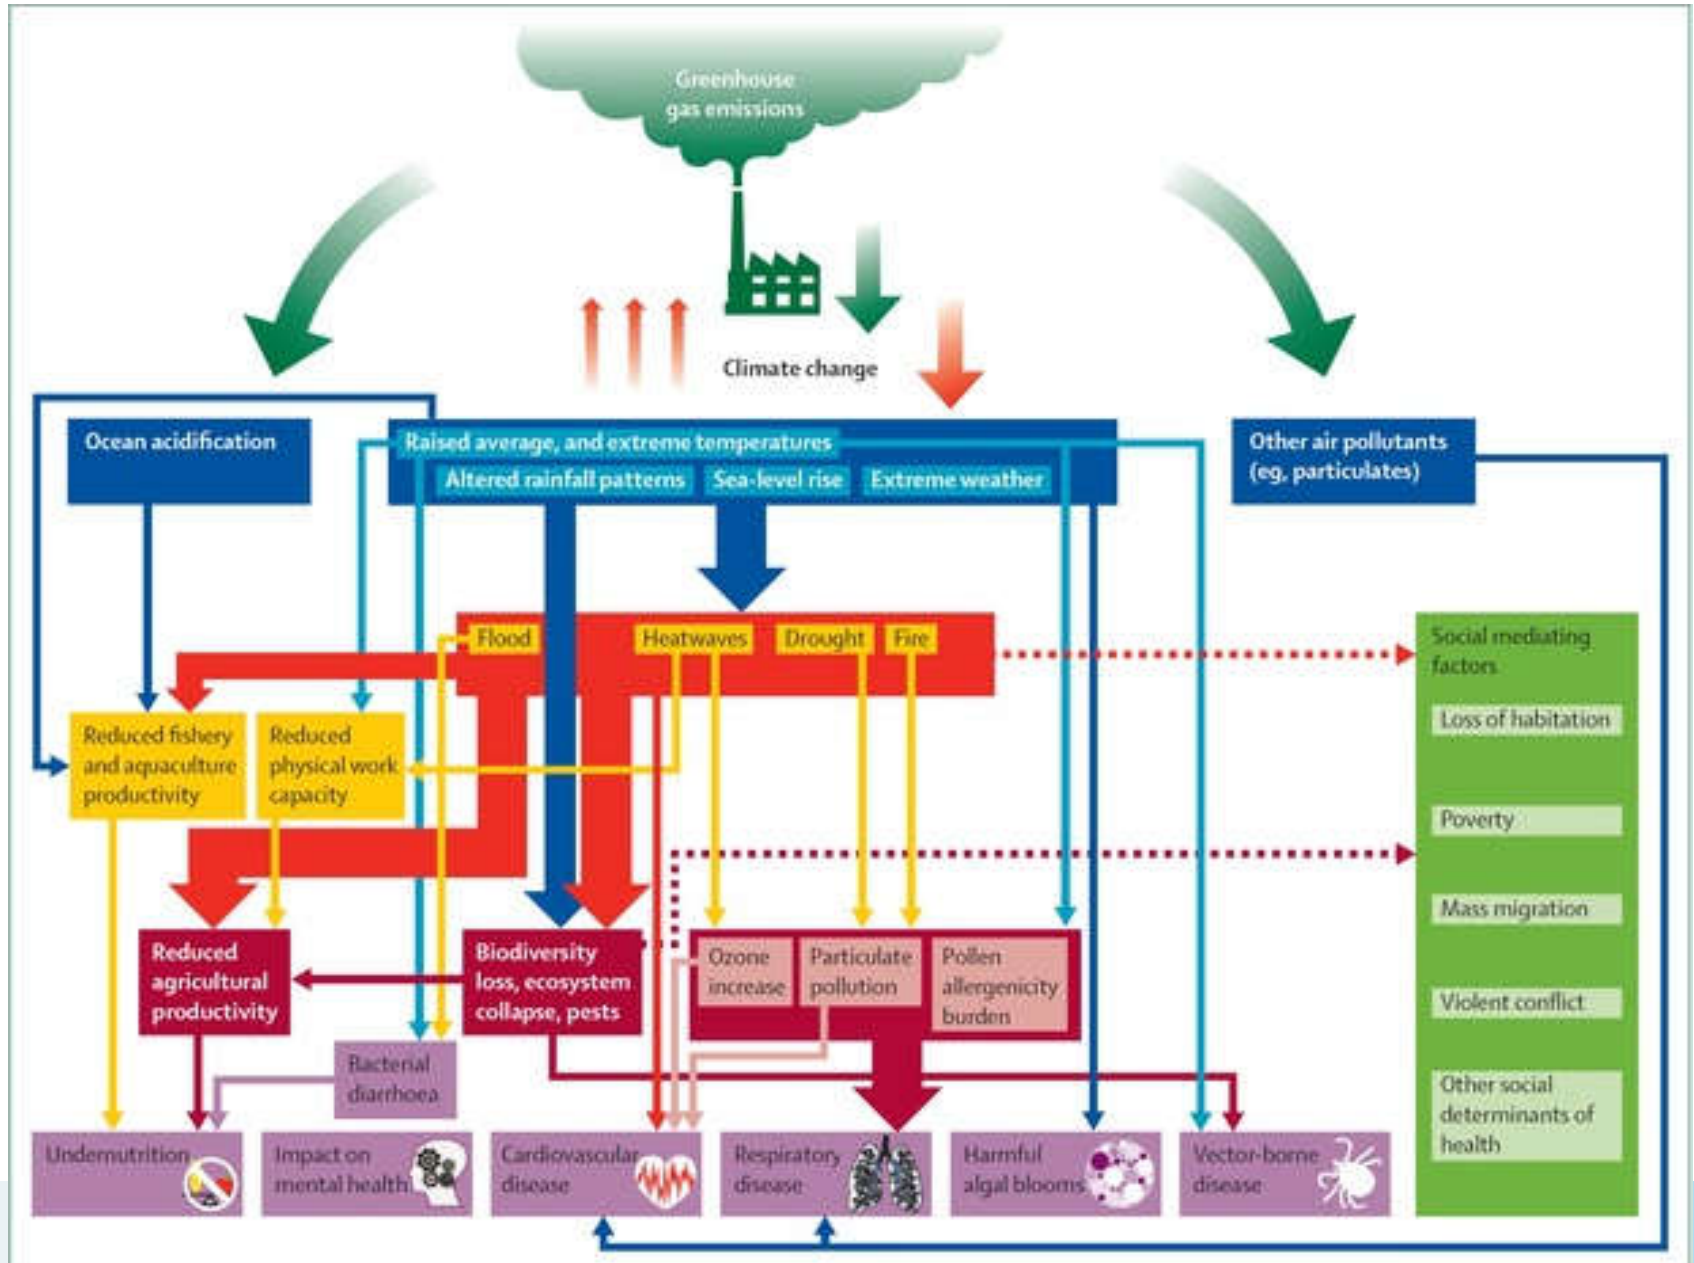 Greenhouse
gas emissions
Climate change
Ocean acidification
Raised average, and extreme temperatures
Altered rainfall patterns
Sea-level rise
Extreme weather
Other air pollutants
(eg, particulates)
Flood
Heatwaves
Drought
Fire
Social mediating
factors
Loss of habitation
Poverty
Mass migration
Violent conflict
Other social
determinants of
health
Reduced fishery
and aquaculture
productivity
Reduced
physical work
capacity
Reduced
agricultural
productivity
Biodiversity
loss, ecosystem
collapse, pests
Ozone
increase
Particulate
pollution
Pollen
allergenicity
burden
Bacterial
diarrhoea
Undernutrition
Impact on
mental health
Cardiovascular
disease
Respiratory
disease
Harmful
algal blooms
Vector-borne
disease